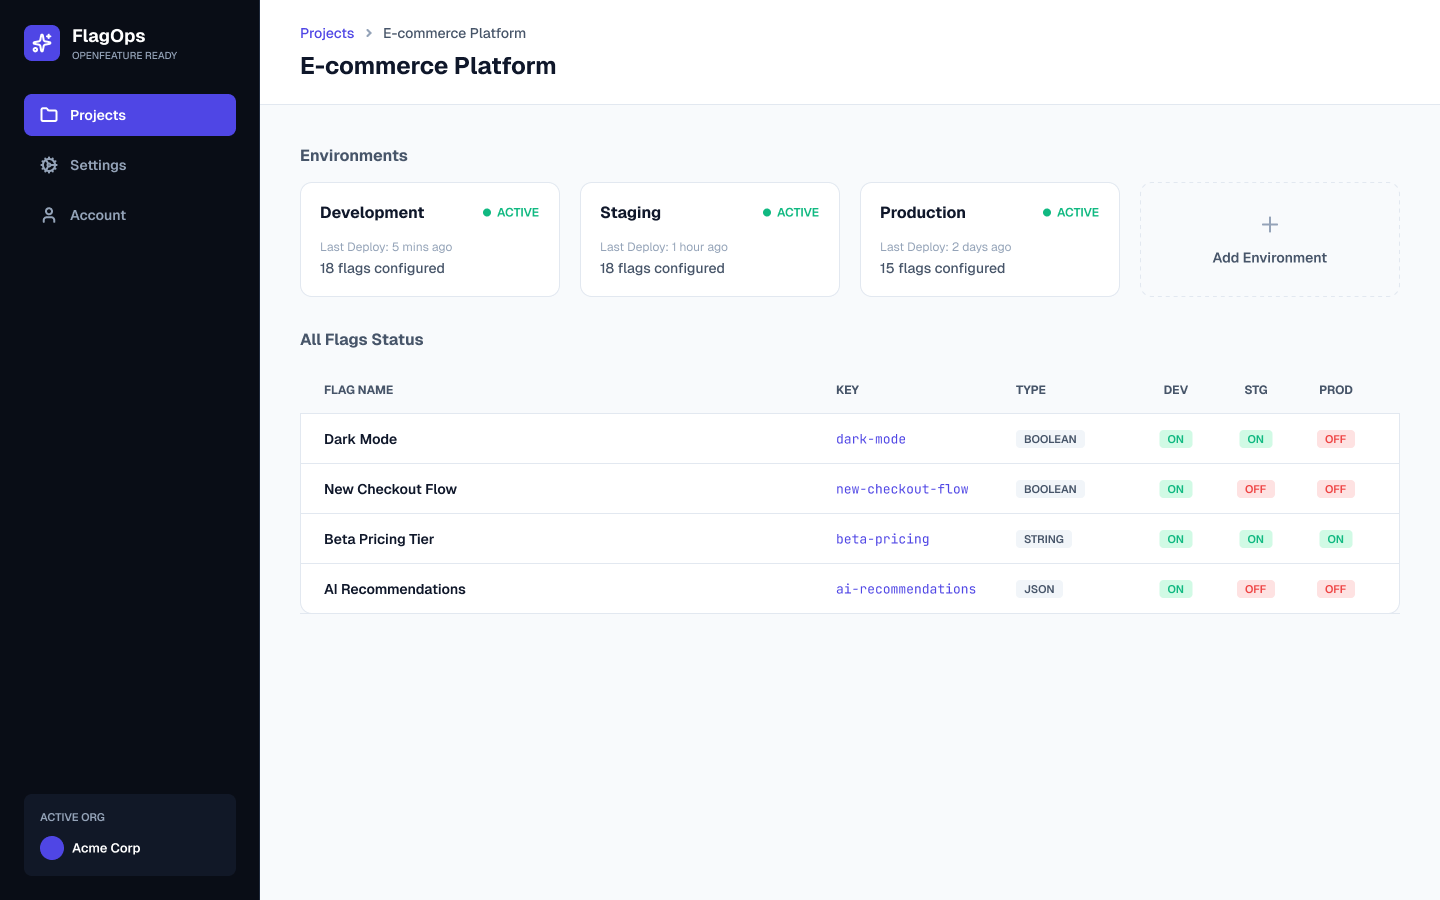 FlagOps
OPENFEATURE READY
Projects
Settings
Account
ACTIVE ORG
Acme Corp
Projects E-commerce Platform
E-commerce Platform
Environments
Development ACTIVE
Last Deploy: 5 mins ago
18 flags configured
Staging ACTIVE
Last Deploy: 1 hour ago
18 flags configured
Production ACTIVE
Last Deploy: 2 days ago
15 flags configured
Add Environment
All Flags Status
FLAG NAME KEY TYPE DEV STG PROD
Dark Mode dark-mode BOOLEAN ON ON OFF
New Checkout Flow new-checkout-flow BOOLEAN ON OFF OFF
Beta Pricing Tier beta-pricing STRING ON ON ON
AI Recommendations ai-recommendations JSON ON OFF OFF